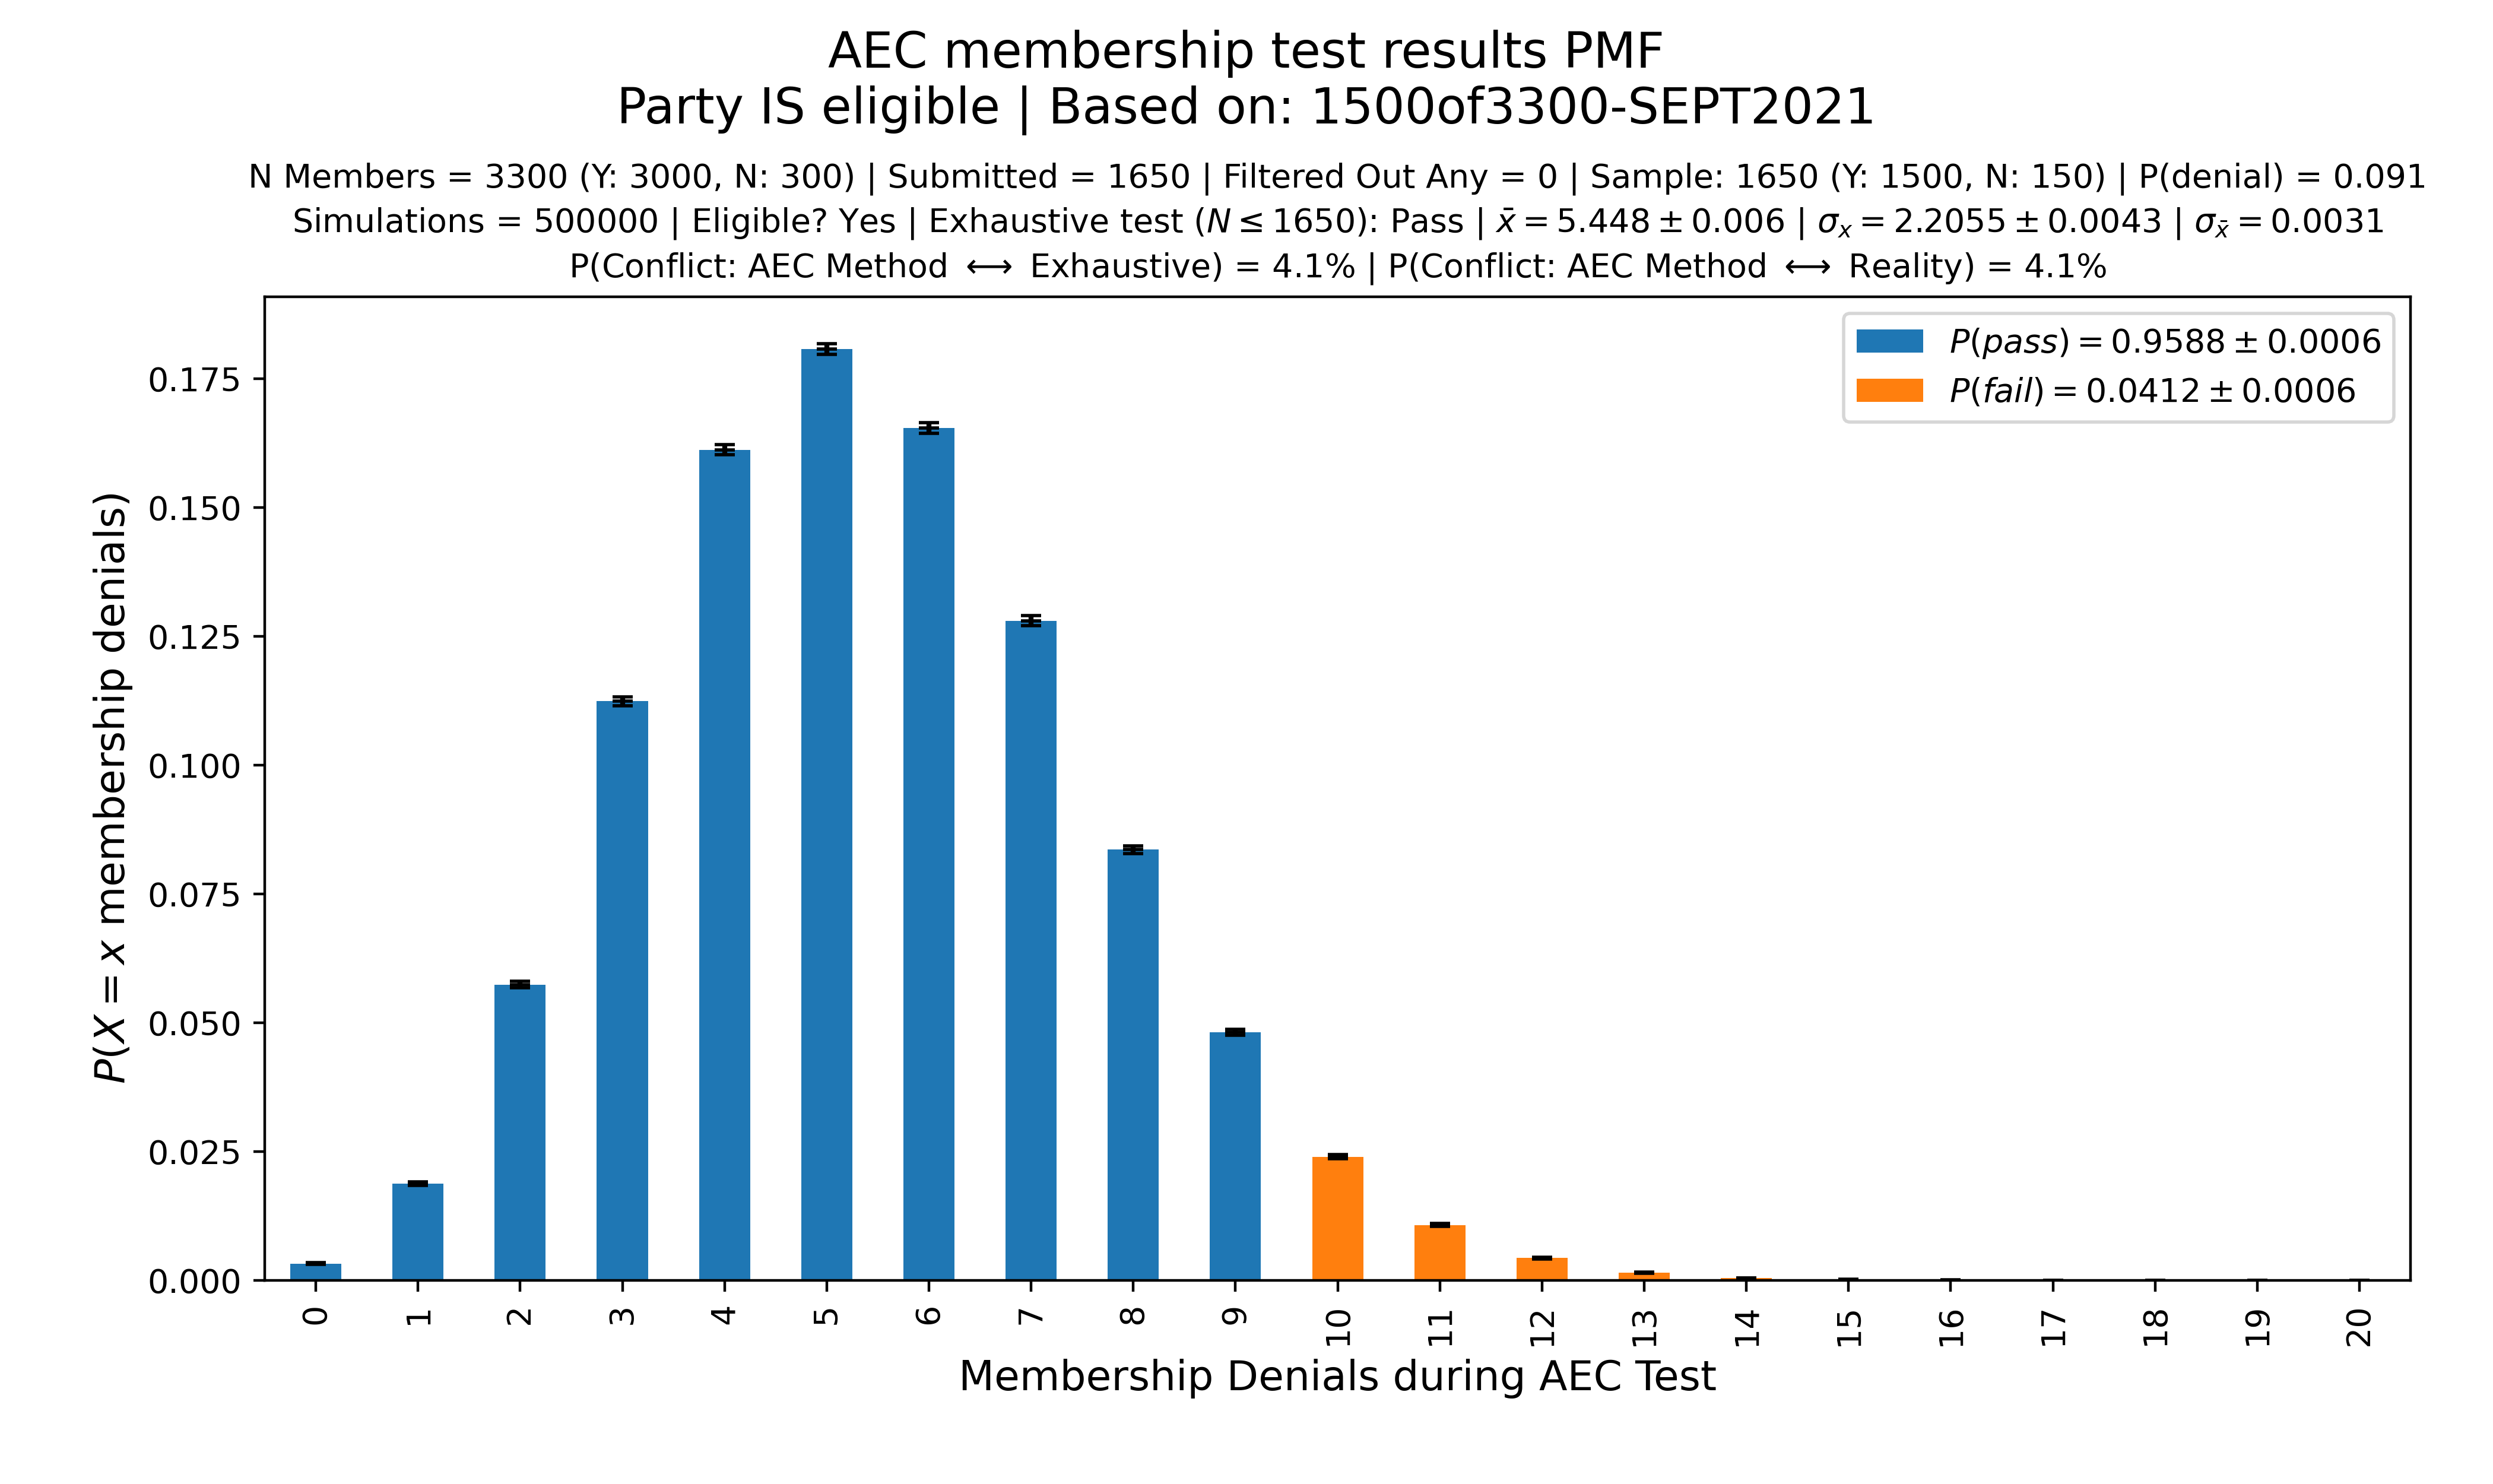 AEC membership test results PMF
Party IS eligible | Based on: 1500of3300-SEPT2021
N Members = 3300 (Y: 3000, N: 300) | Submitted = 1650 | Filtered Out Any = 0 | Sample: 1650 (Y: 1500, N: 150) | P(denial) = 0.091
Simulations = 500000 | Eligible? Yes | Exhaustive test (N ≤ 1650): Pass | x̄ = 5.448 ± 0.006 | σₓ = 2.2055 ± 0.0043 | σ_x̄ = 0.0031
P(Conflict: AEC Method ⟷ Exhaustive) = 4.1% | P(Conflict: AEC Method ⟷ Reality) = 4.1%
P(pass) = 0.9588 ± 0.0006
P(fail) = 0.0412 ± 0.0006
P(X = x membership denials)
0.175
0.150
0.125
0.100
0.075
0.050
0.025
0.000
0 1 2 3 4 5 6 7 8 9 10 11 12 13 14 15 16 17 18 19 20
Membership Denials during AEC Test